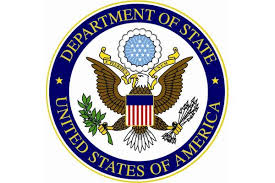 DEPARTMENT OF STATE
UNITED STATES OF AMERICA